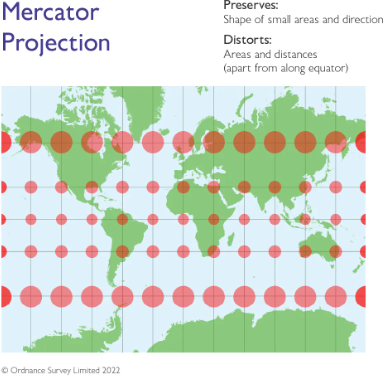 Mercator
Projection
Preserves:
Shape of small areas and direction
Distorts:
Areas and distances
(apart from along equator)
© Ordnance Survey Limited 2022